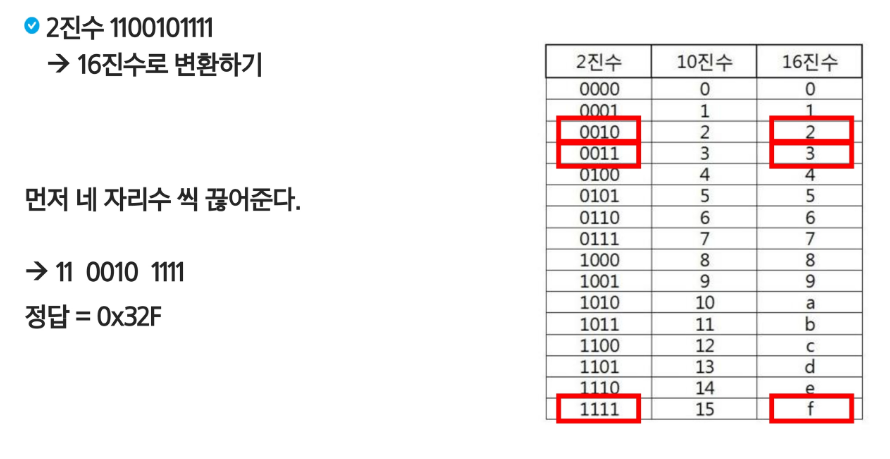 2진수 1100101111
→ 16진수로 변환하기
먼저 네 자리수 씩 끊어준다.
→ 11 0010 1111
정답 = 0x32F
2진수 10진수 16진수
0000 0 0
0001 1 1
0010 2 2
0011 3 3
0100 4 4
0101 5 5
0110 6 6
0111 7 7
1000 8 8
1001 9 9
1010 10 a
1011 11 b
1100 12 c
1101 13 d
1110 14 e
1111 15 f